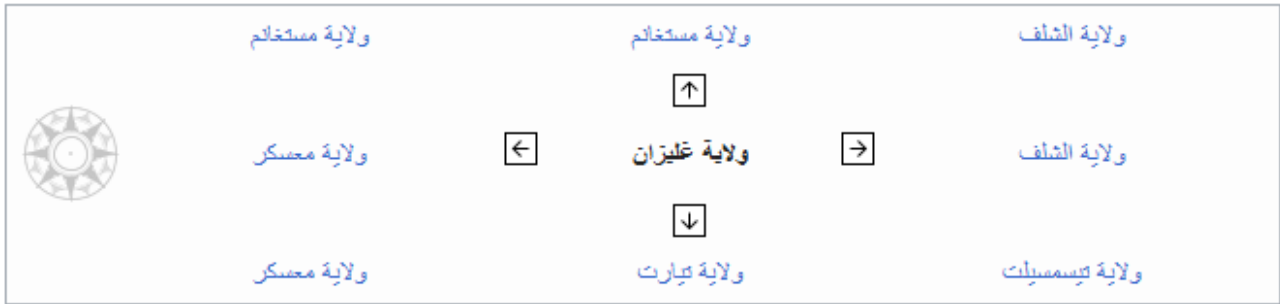 ولاية الشلف ولاية مستغانم ولاية مستغانم
↑
ولاية الشلف → ولاية غليزان ← ولاية معسكر
↓
ولاية تيسمسيلت ولاية تيارت ولاية معسكر